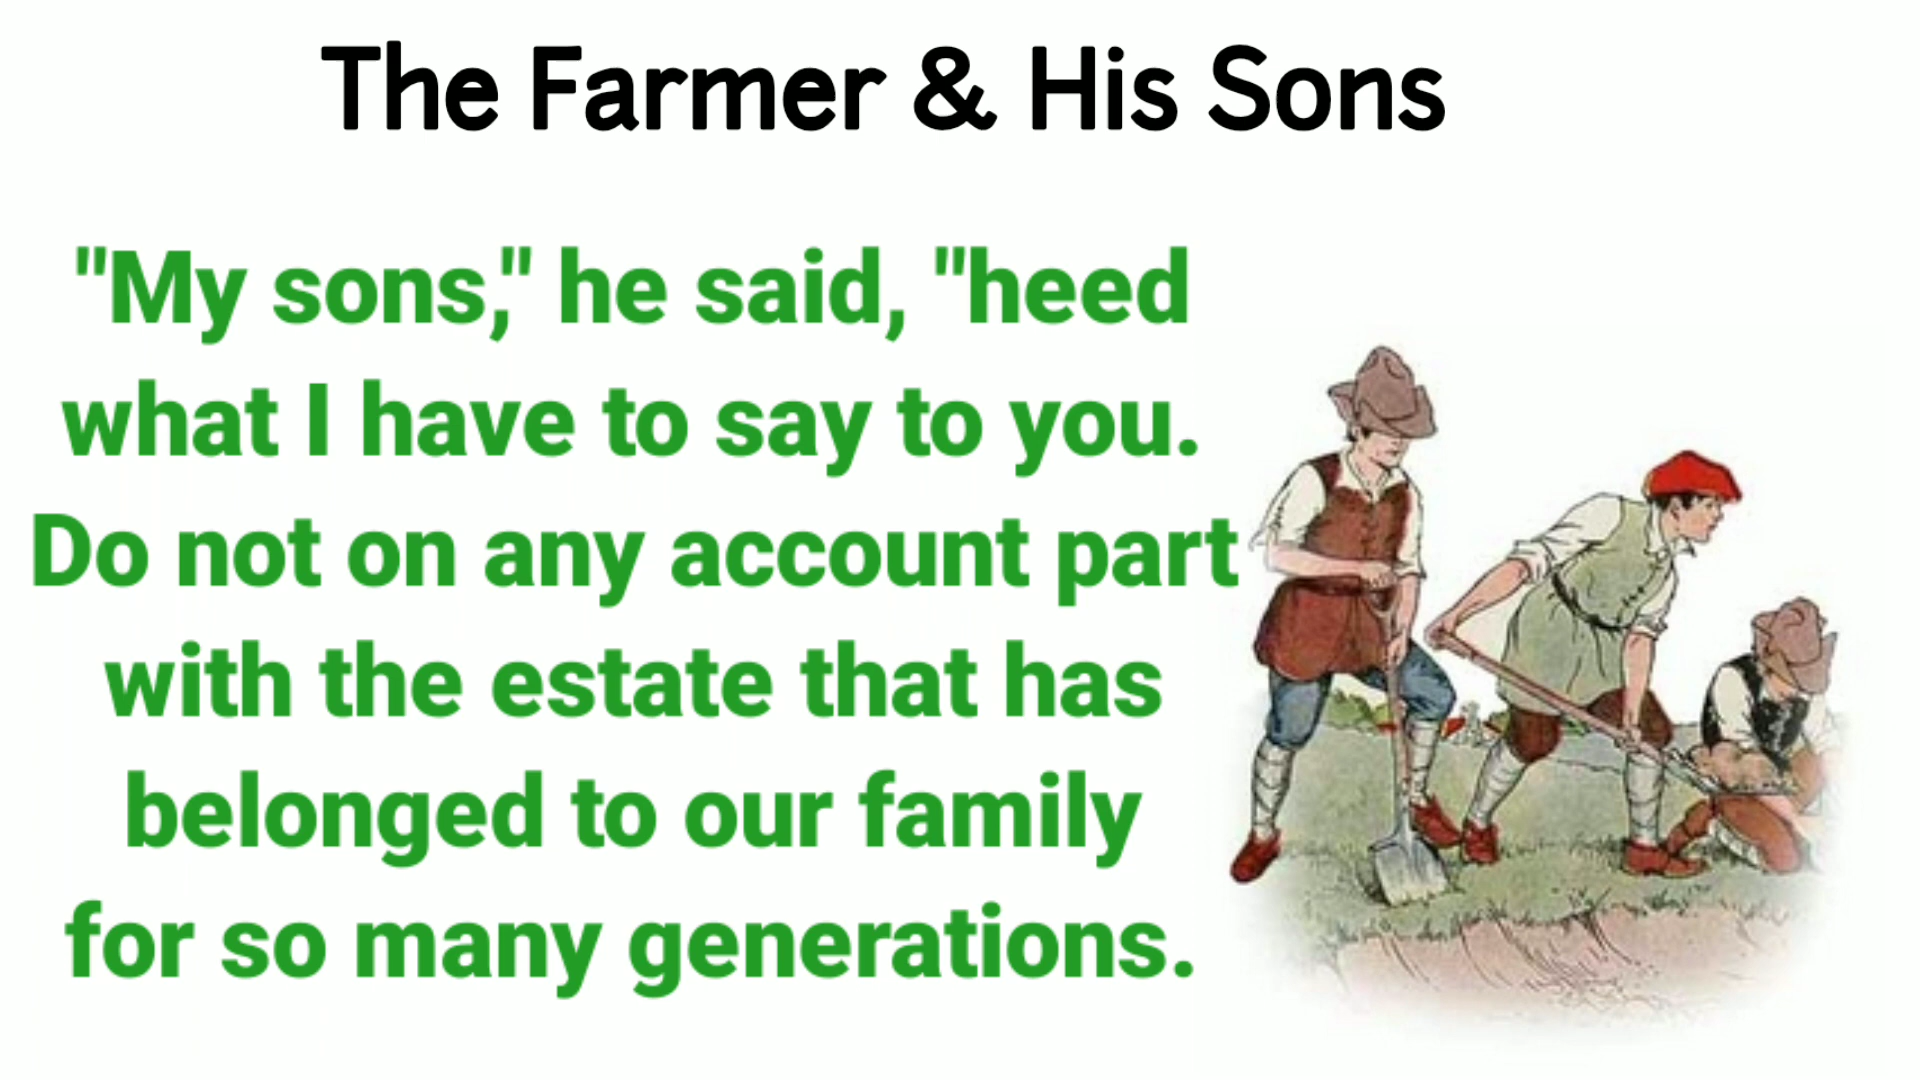 The Farmer & His Sons
"My sons," he said, "heed
what I have to say to you.
Do not on any account part
with the estate that has
belonged to our family
for so many generations.